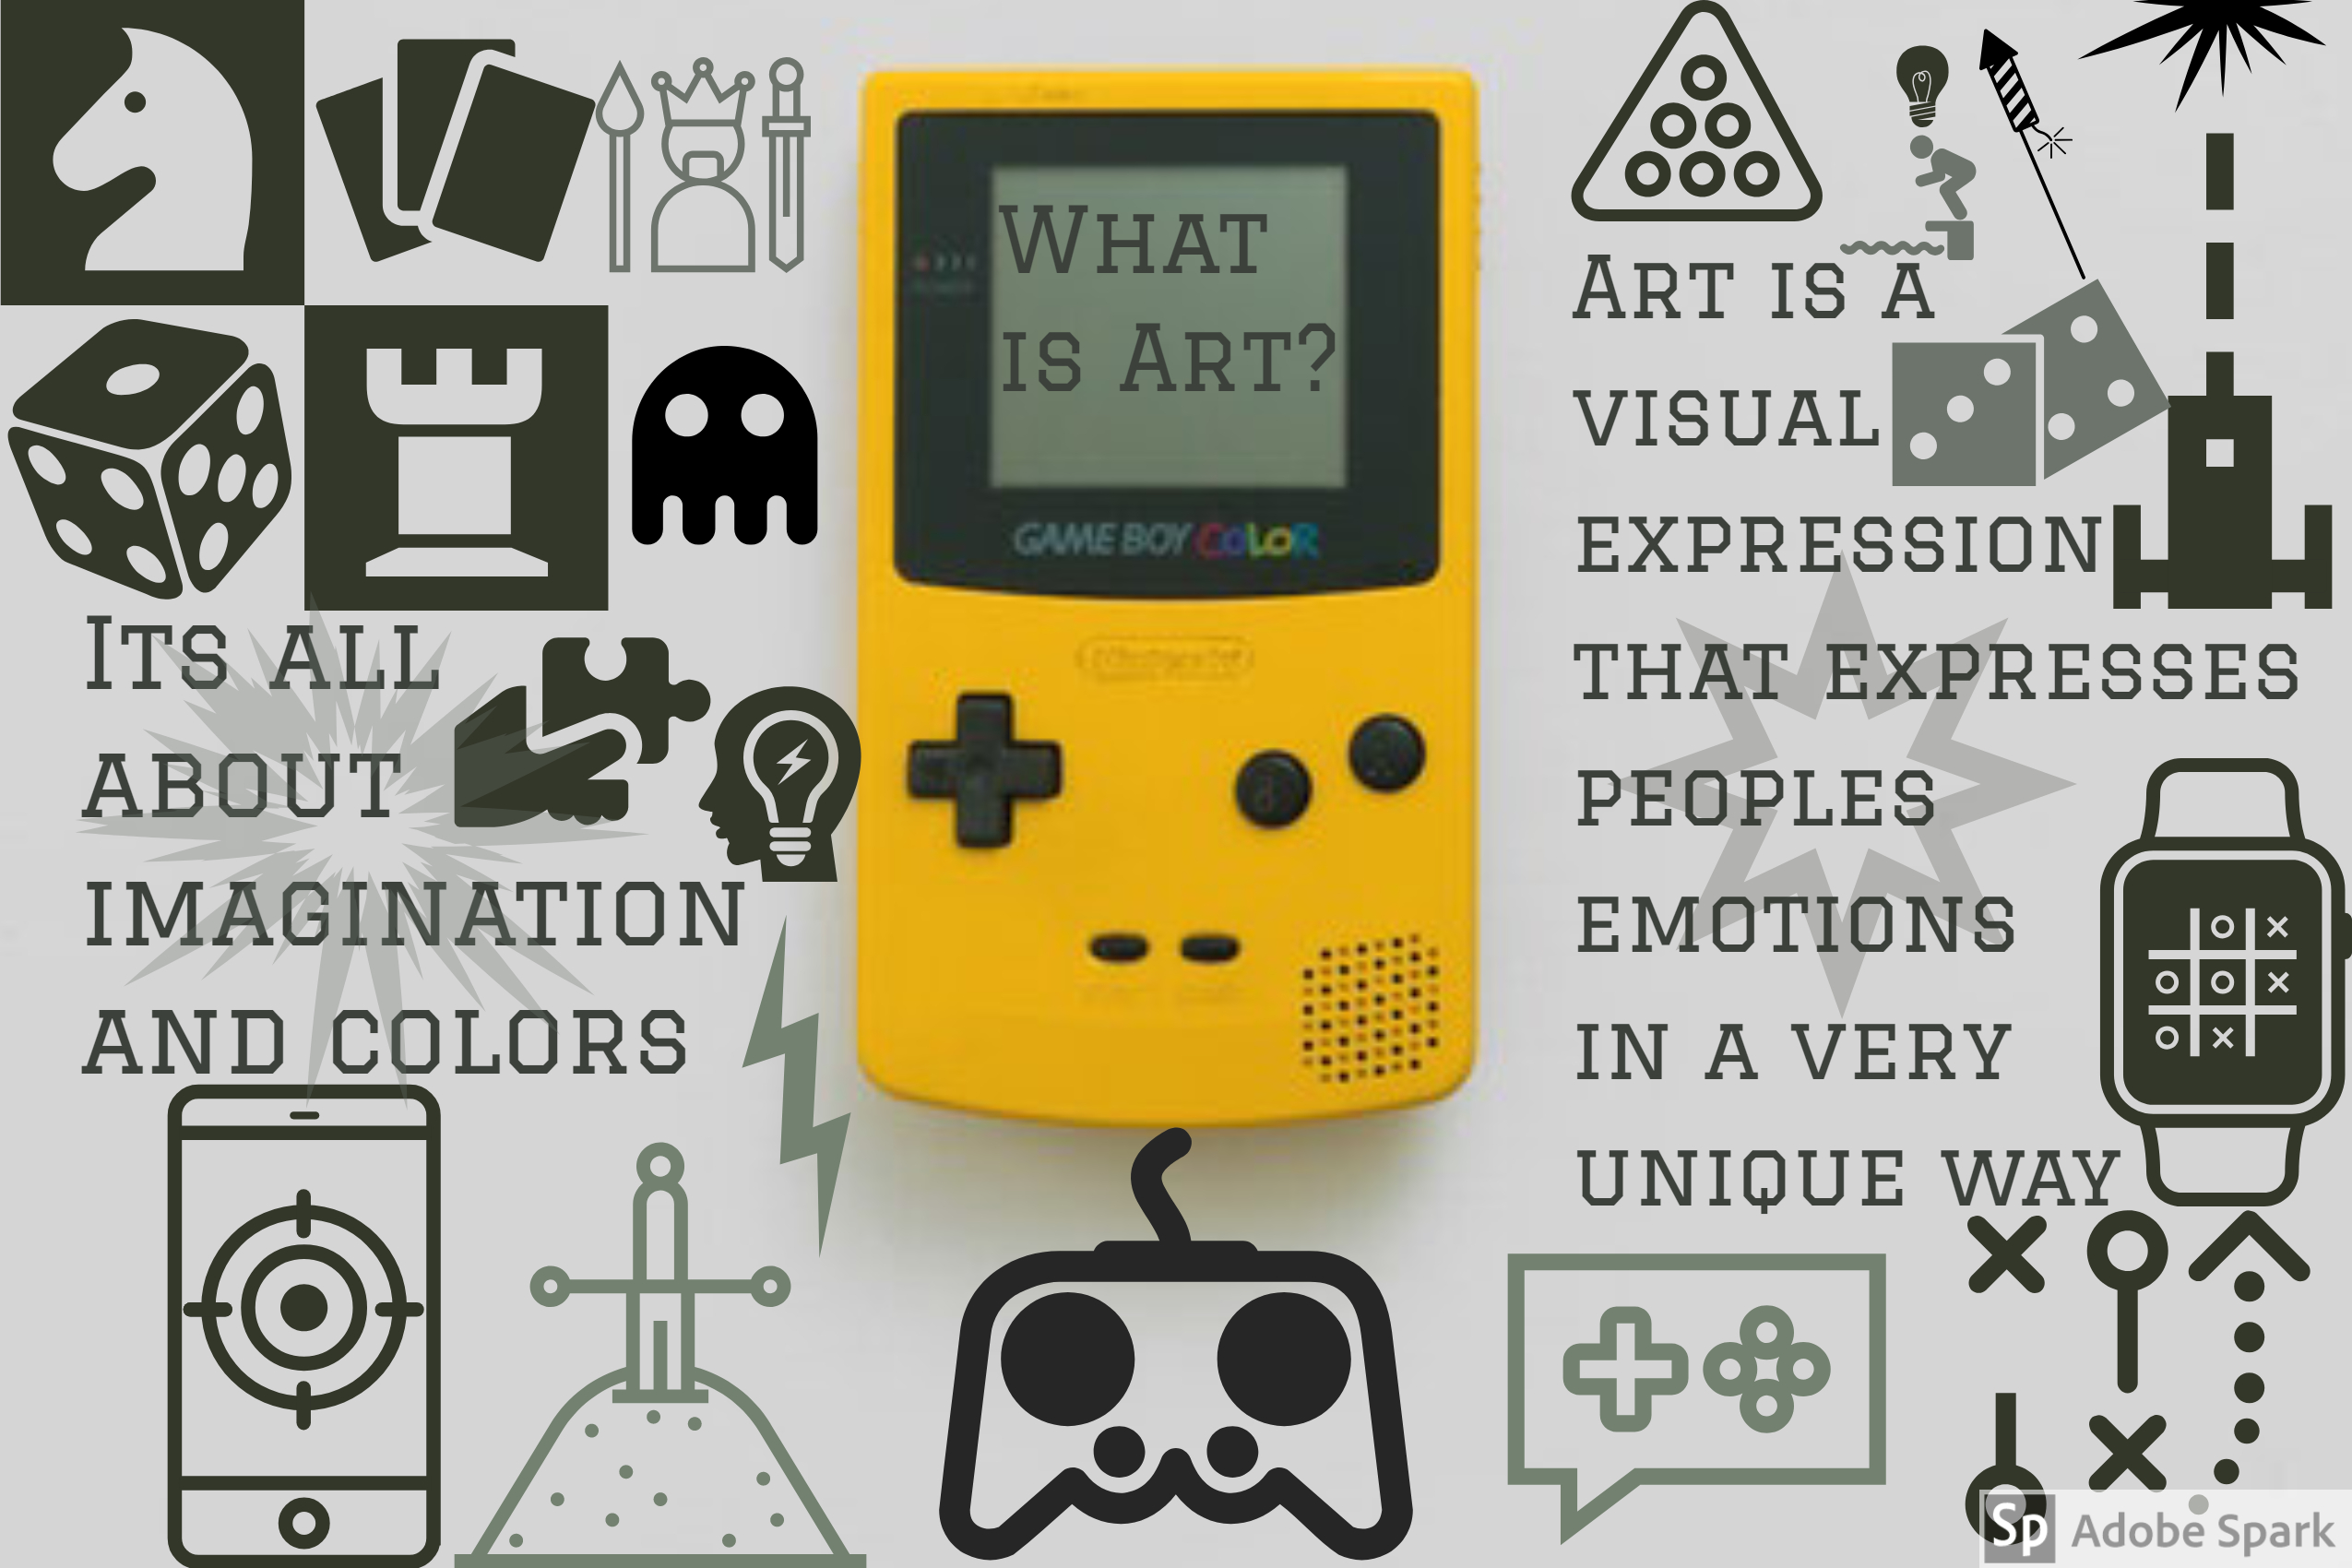 What
is Art?
GAME BOY COLOR
Nintendo
Its all
about
imagination
and colors
Art is a
visual
expression
that expresses
peoples
emotions
in a very
unique way
Sp Adobe Spark